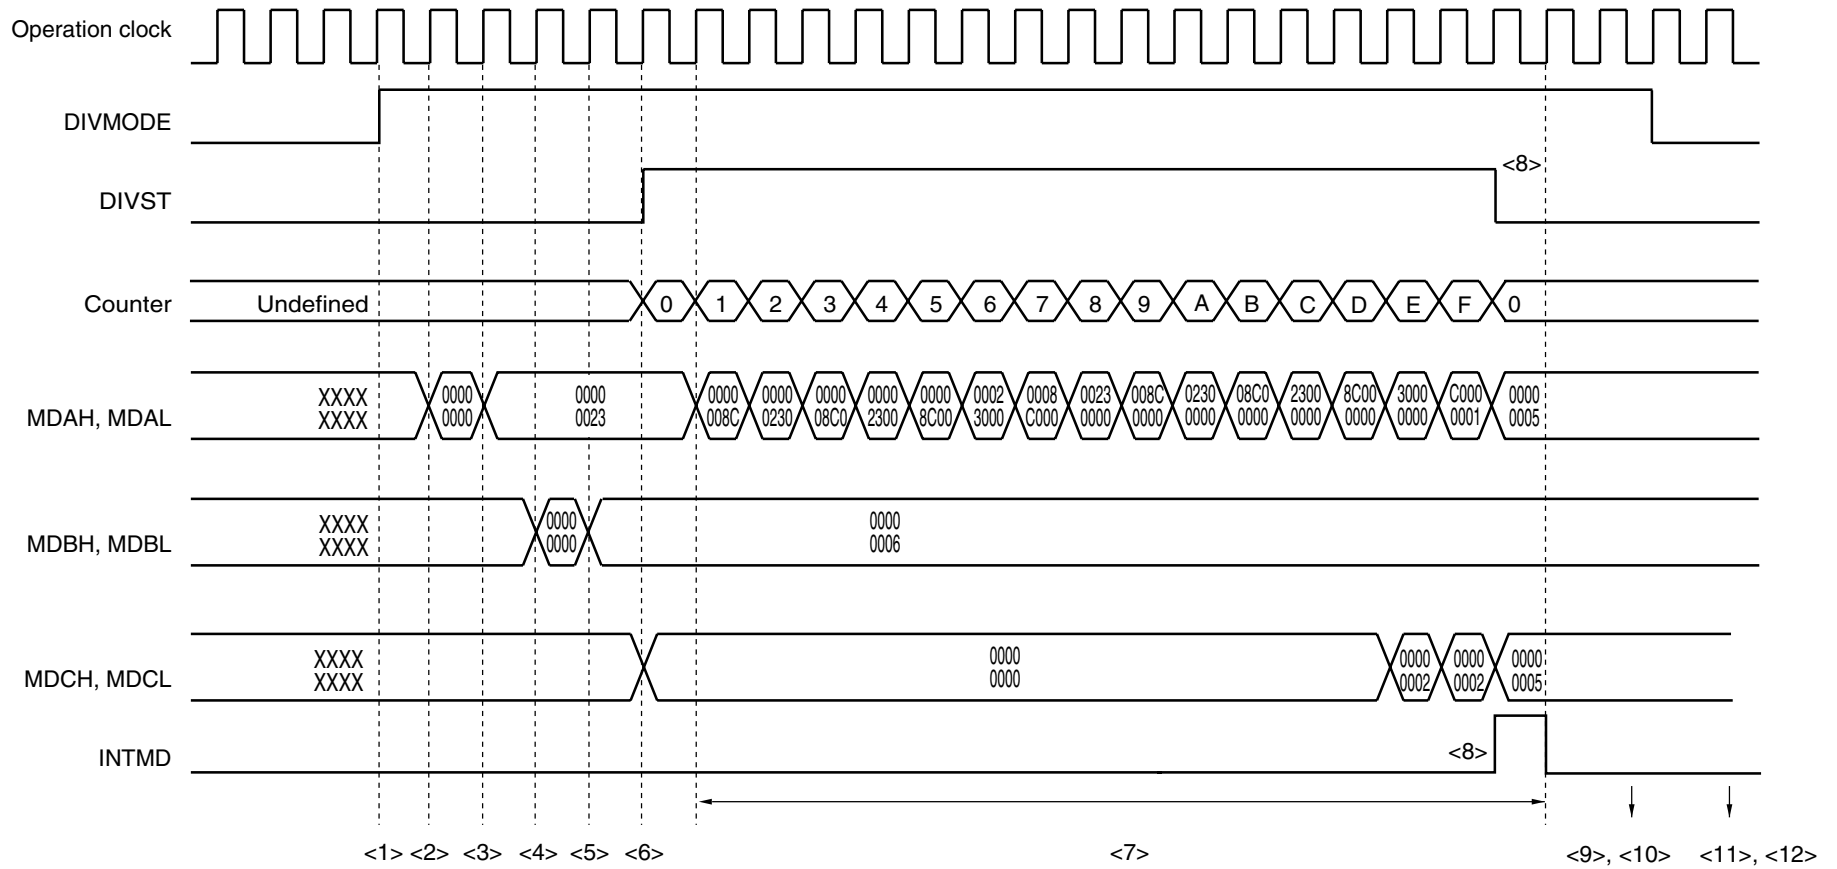 Operation clock
DIVMODE
<8>
DIVST
Counter
Undefined
0 1 2 3 4 5 6 7 8 9 A B C D E F 0
MDAH, MDAL
XXXX 0000 0000 0000 0000 0000 0000 0000 0002 0008 0023 008C 0230 08C0 2300 8C00 3000 C000 0000
XXXX 0000 0023 008C 0230 08C0 2300 8C00 3000 C000 0000 0000 0000 0000 0000 0000 0000 0001 0005
MDBH, MDBL
XXXX 0000 0000
XXXX 0000 0006
MDCH, MDCL
XXXX 0000 0000 0000 0000
XXXX 0000 0002 0002 0005
INTMD
<8>
<1> <2> <3> <4> <5> <6> <7> <9>, <10> <11>, <12>